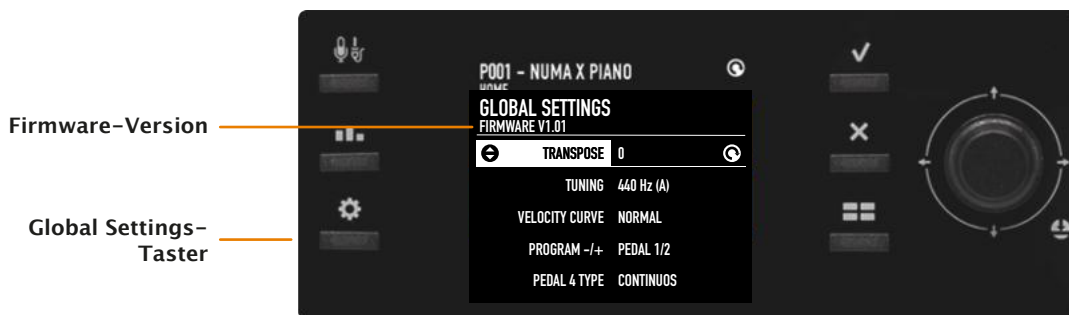 P001 – NUMA X PIANO
HOME
GLOBAL SETTINGS
FIRMWARE V1.01
TRANSPOSE 0
TUNING 440 Hz (A)
VELOCITY CURVE NORMAL
PROGRAM -/+ PEDAL 1/2
PEDAL 4 TYPE CONTINUOS
Firmware–Version
Global Settings–
Taster